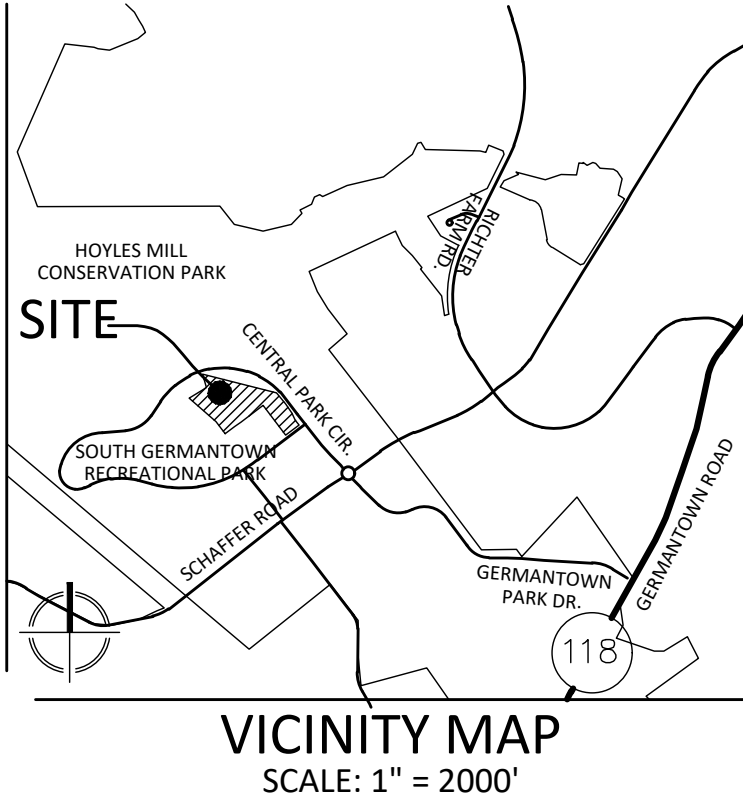 RICHTER
FARM RD.
HOYLES MILL
CONSERVATION PARK
SITE
CENTRAL PARK CIR.
SOUTH GERMANTOWN
RECREATIONAL PARK
SCHAFFER ROAD
GERMANTOWN ROAD
GERMANTOWN
PARK DR.
118
VICINITY MAP
SCALE: 1" = 2000'